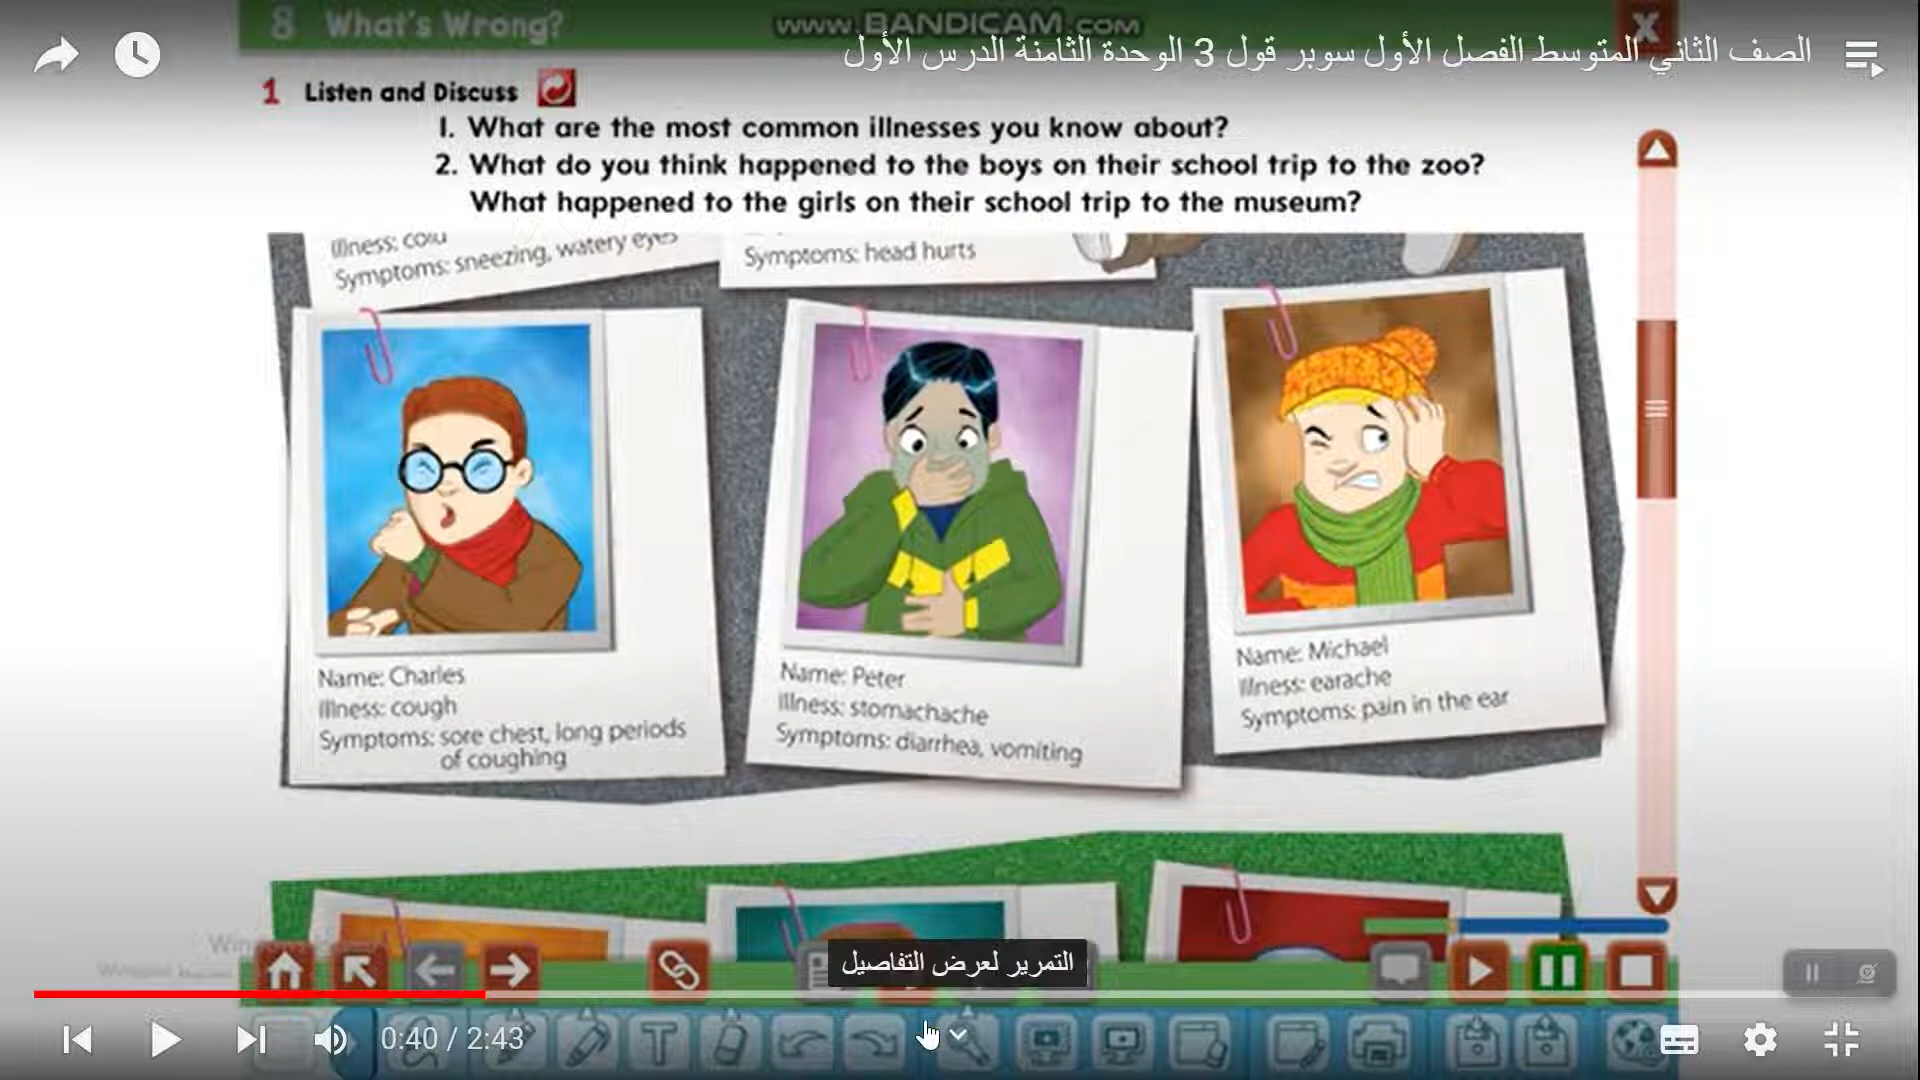 8 What's Wrong?
www.BANDICAM.com
الصف الثاني المتوسط الفصل الأول سوبر قول 3 الوحدة الثامنة الدرس الأول
1 Listen and Discuss
1. What are the most common illnesses you know about?
2. What do you think happened to the boys on their school trip to the zoo?
What happened to the girls on their school trip to the museum?
Illness: cold
Symptoms: sneezing, watery eyes
Symptoms: head hurts
Name: Charles
Illness: cough
Symptoms: sore chest, long periods
of coughing
Name: Peter
Illness: stomachache
Symptoms: diarrhea, vomiting
Name: Michael
Illness: earache
Symptoms: pain in the ear
التمرير لعرض التفاصيل
0:40 / 2:43